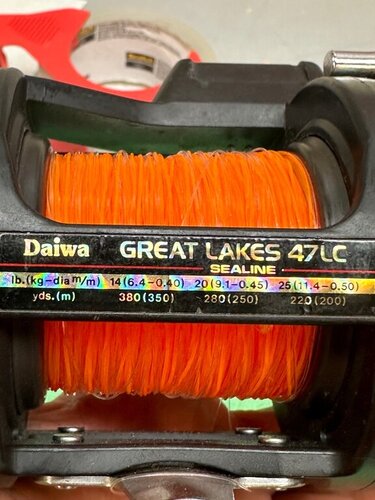 Daiwa GREAT LAKES 47LC
SEALINE
lb.(kg-dia m/m) 14(6.4-0.40) 20(9.1-0.45) 25(11.4-0.50)
yds.(m) 380(350) 280(250) 220(200)